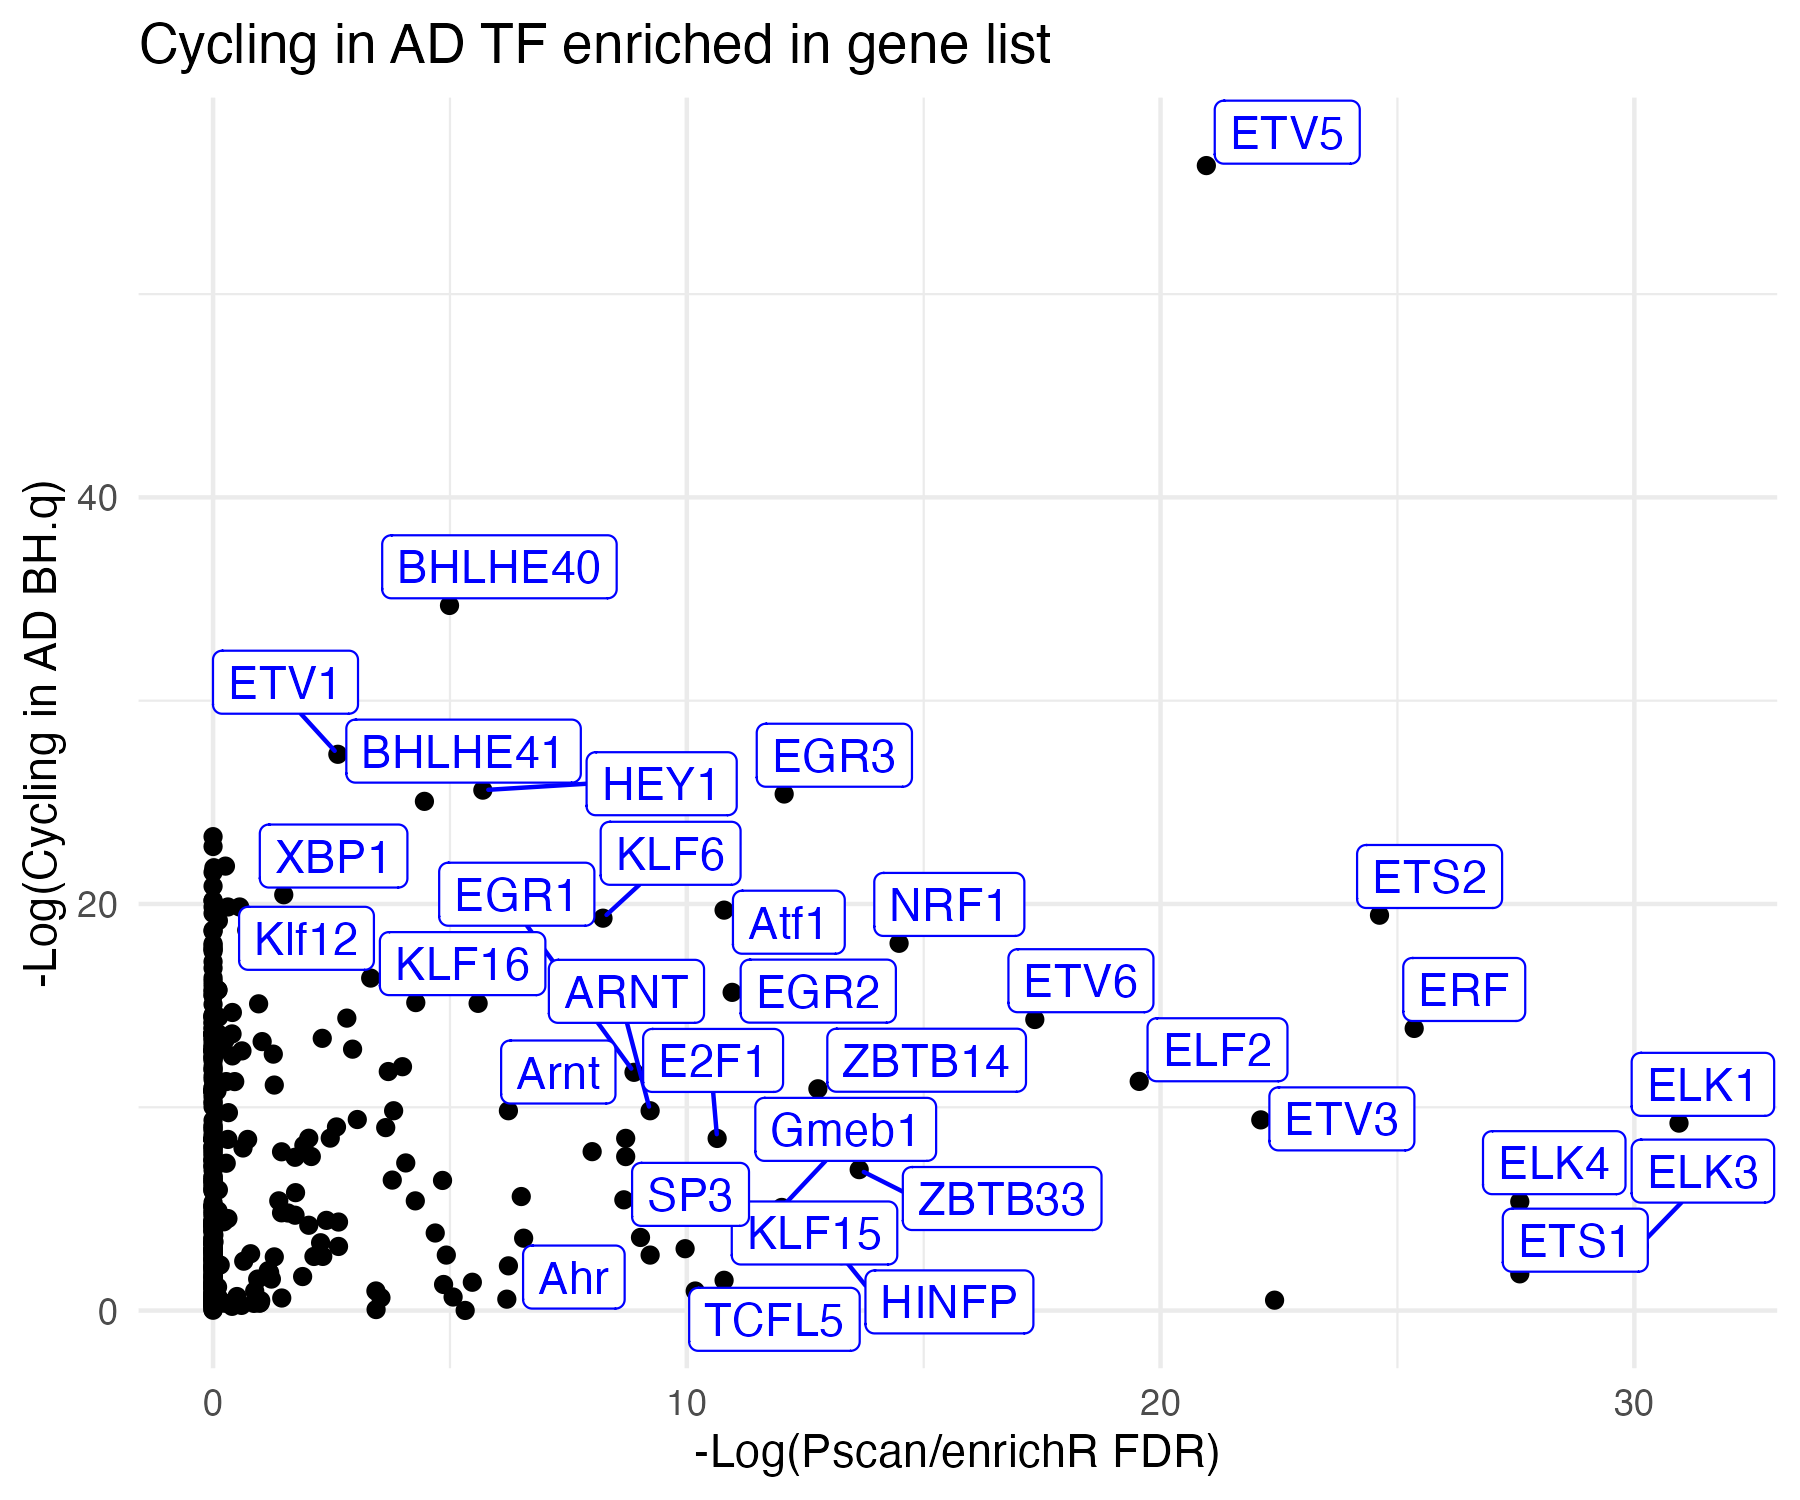 Cycling in AD TF enriched in gene list
ETV5
40
BHLHE40
ETV1
BHLHE41
HEY1
EGR3
XBP1
KLF6
EGR1
ETS2
20
Klf12
KLF16
Atf1
NRF1
ARNT
EGR2
ETV6
ERF
Arnt
E2F1
ZBTB14
ELF2
ELK1
Gmeb1
ETV3
ELK4
ELK3
SP3
ZBTB33
KLF15
ETS1
Ahr
HINFP
TCFL5
0
0
10
20
30
-Log(Pscan/enrichR FDR)
-Log(Cycling in AD BH.q)